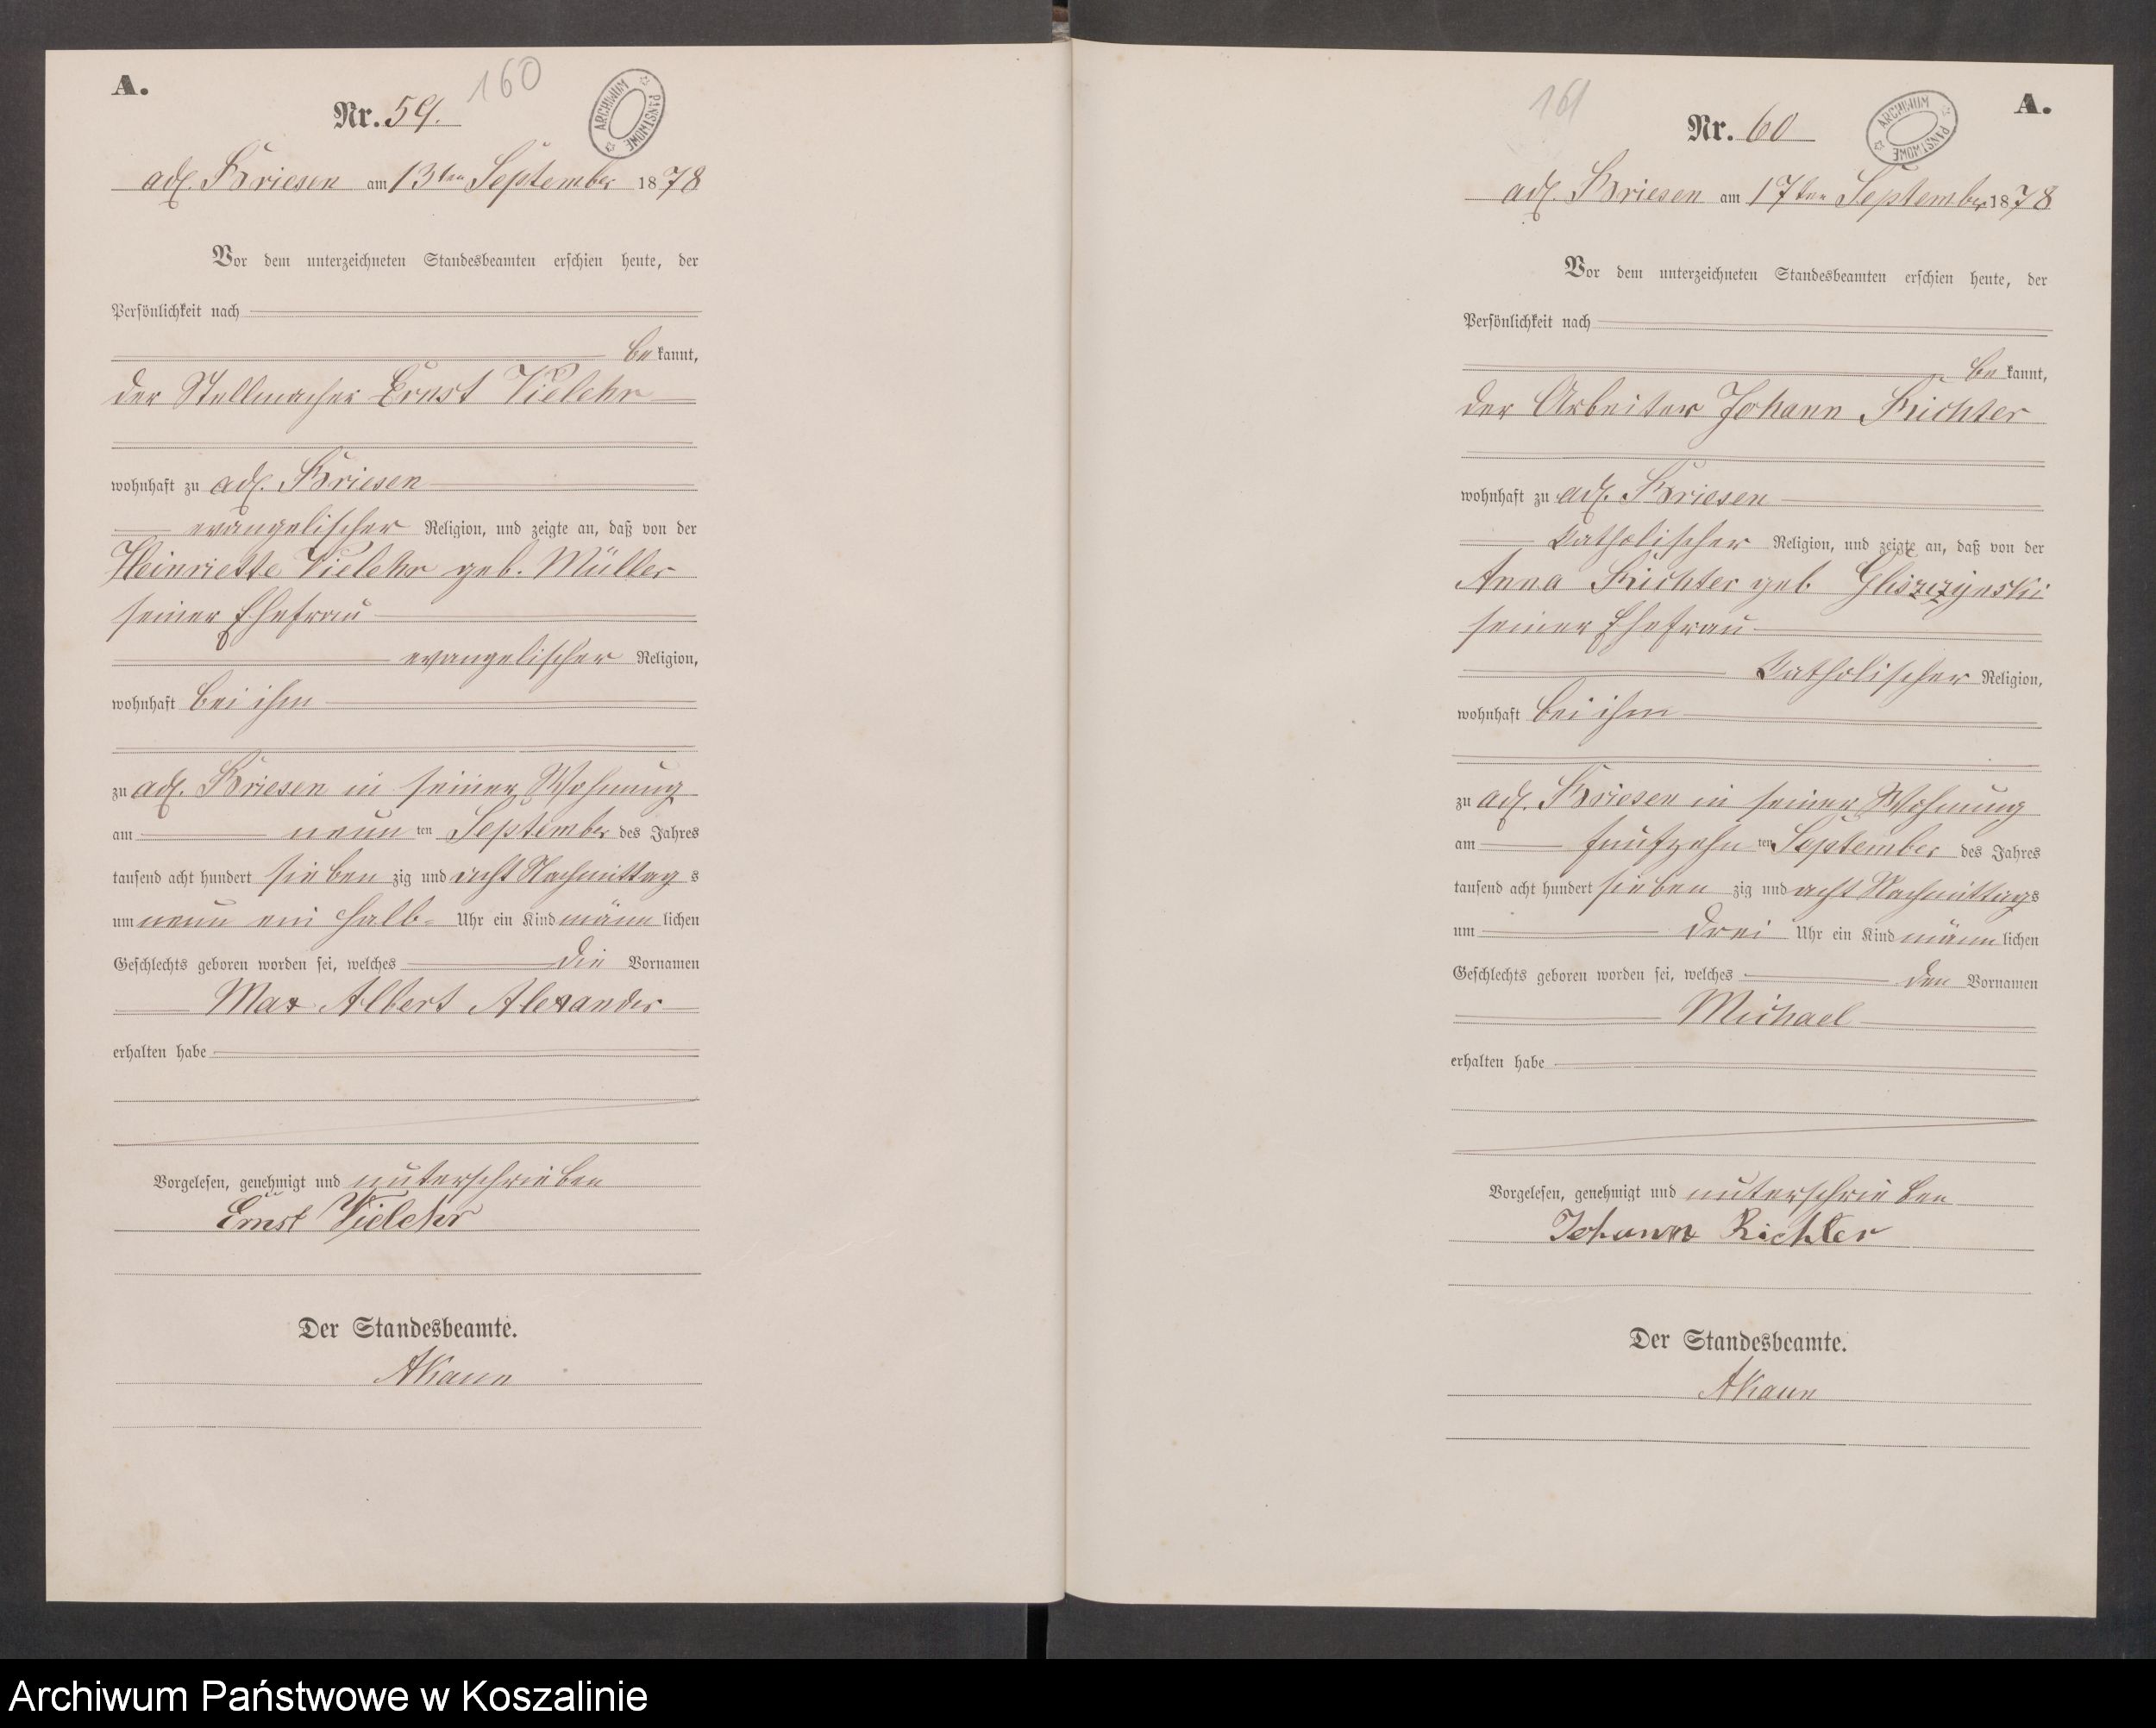 A.
160
Nr. 59.
ARCHIWUM PAŃSTWOWE
adl. Briesen am 13ten September 1878
Vor dem unterzeichneten Standesbeamten erschien heute, der
Persönlichkeit nach
bekannt,
der Stellmacher Ernst Vielehr
wohnhaft zu adl. Briesen
evangelischer Religion, und zeigte an, daß von der
Heinriette Vielehr geb. Müller
seiner Ehefrau
evangelischer Religion,
wohnhaft bei ihm
zu adl. Briesen in seiner Wohnung
am neun ten September des Jahres
tausend acht hundert sieben zig und acht Nachmittag s
um neun ein halb Uhr ein Kind männ lichen
Geschlechts geboren worden sei, welches die Vornamen
Max Albert Alexander
erhalten habe
Vorgelesen, genehmigt und unterschrieben
Ernst Vielehr
Der Standesbeamte.
AKaun
161
A.
Nr. 60
ARCHIWUM PAŃSTWOWE
adl. Briesen am 17ten September 1878
Vor dem unterzeichneten Standesbeamten erschien heute, der
Persönlichkeit nach
bekannt,
der Arbeiter Johann Richter
wohnhaft zu adl. Briesen
katholischer Religion, und zeigte an, daß von der
Anna Richter geb. Gliszczynski
seiner Ehefrau
katholischer Religion,
wohnhaft bei ihm
zu adl. Briesen in seiner Wohnung
am fünfzehn ten September des Jahres
tausend acht hundert sieben zig und acht Nachmittags
um drei Uhr ein Kind männ lichen
Geschlechts geboren worden sei, welches den Vornamen
Michael
erhalten habe
Vorgelesen, genehmigt und unterschrieben
Johann Richter
Der Standesbeamte.
AKaun
Archiwum Państwowe w Koszalinie